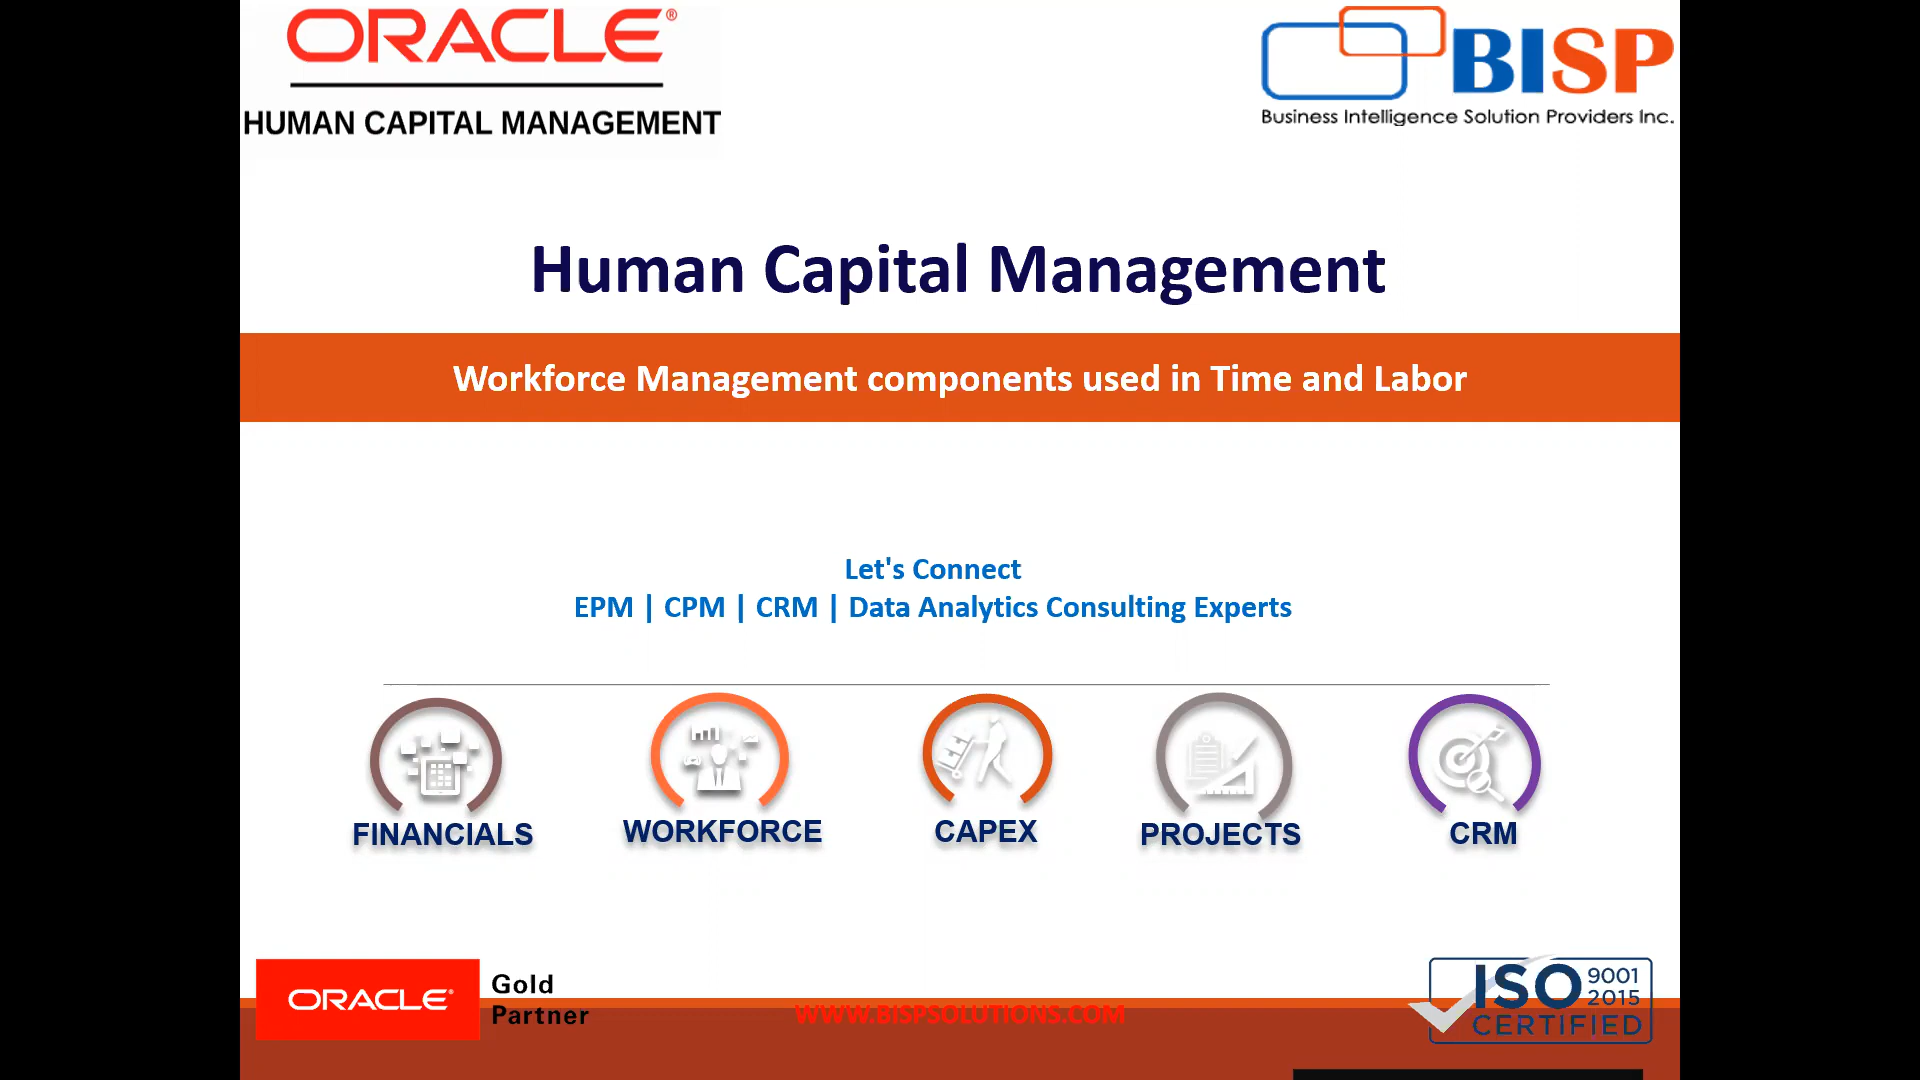 ORACLE®
HUMAN CAPITAL MANAGEMENT
BISP
Business Intelligence Solution Providers Inc.
Human Capital Management
Workforce Management components used in Time and Labor
Let's Connect
EPM | CPM | CRM | Data Analytics Consulting Experts
FINANCIALS
WORKFORCE
CAPEX
PROJECTS
CRM
ORACLE®
Gold
Partner
WWW.BISPSOLUTIONS.COM
ISO 9001
2015
CERTIFIED